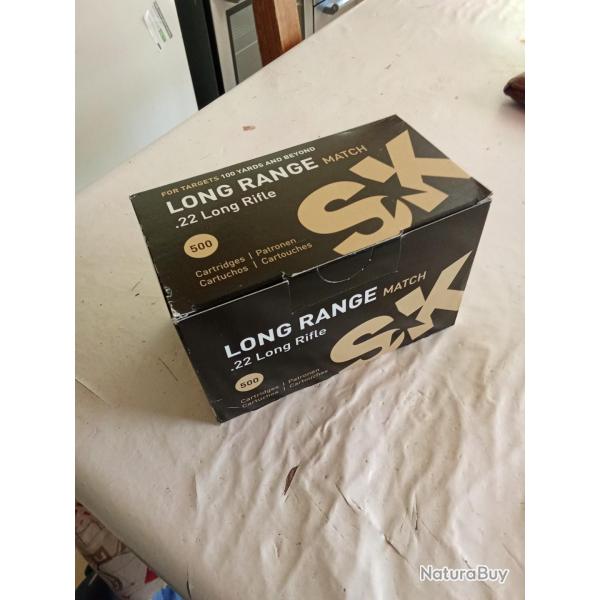 FOR TARGETS 100 YARDS AND BEYOND
LONG RANGE MATCH
.22 Long Rifle
SK
500
Cartridges | Patronen
Cartuchos | Cartouches
LONG RANGE MATCH
.22 Long Rifle
SK
500
Cartridges | Patronen
Cartuchos | Cartouches
NaturaBuy